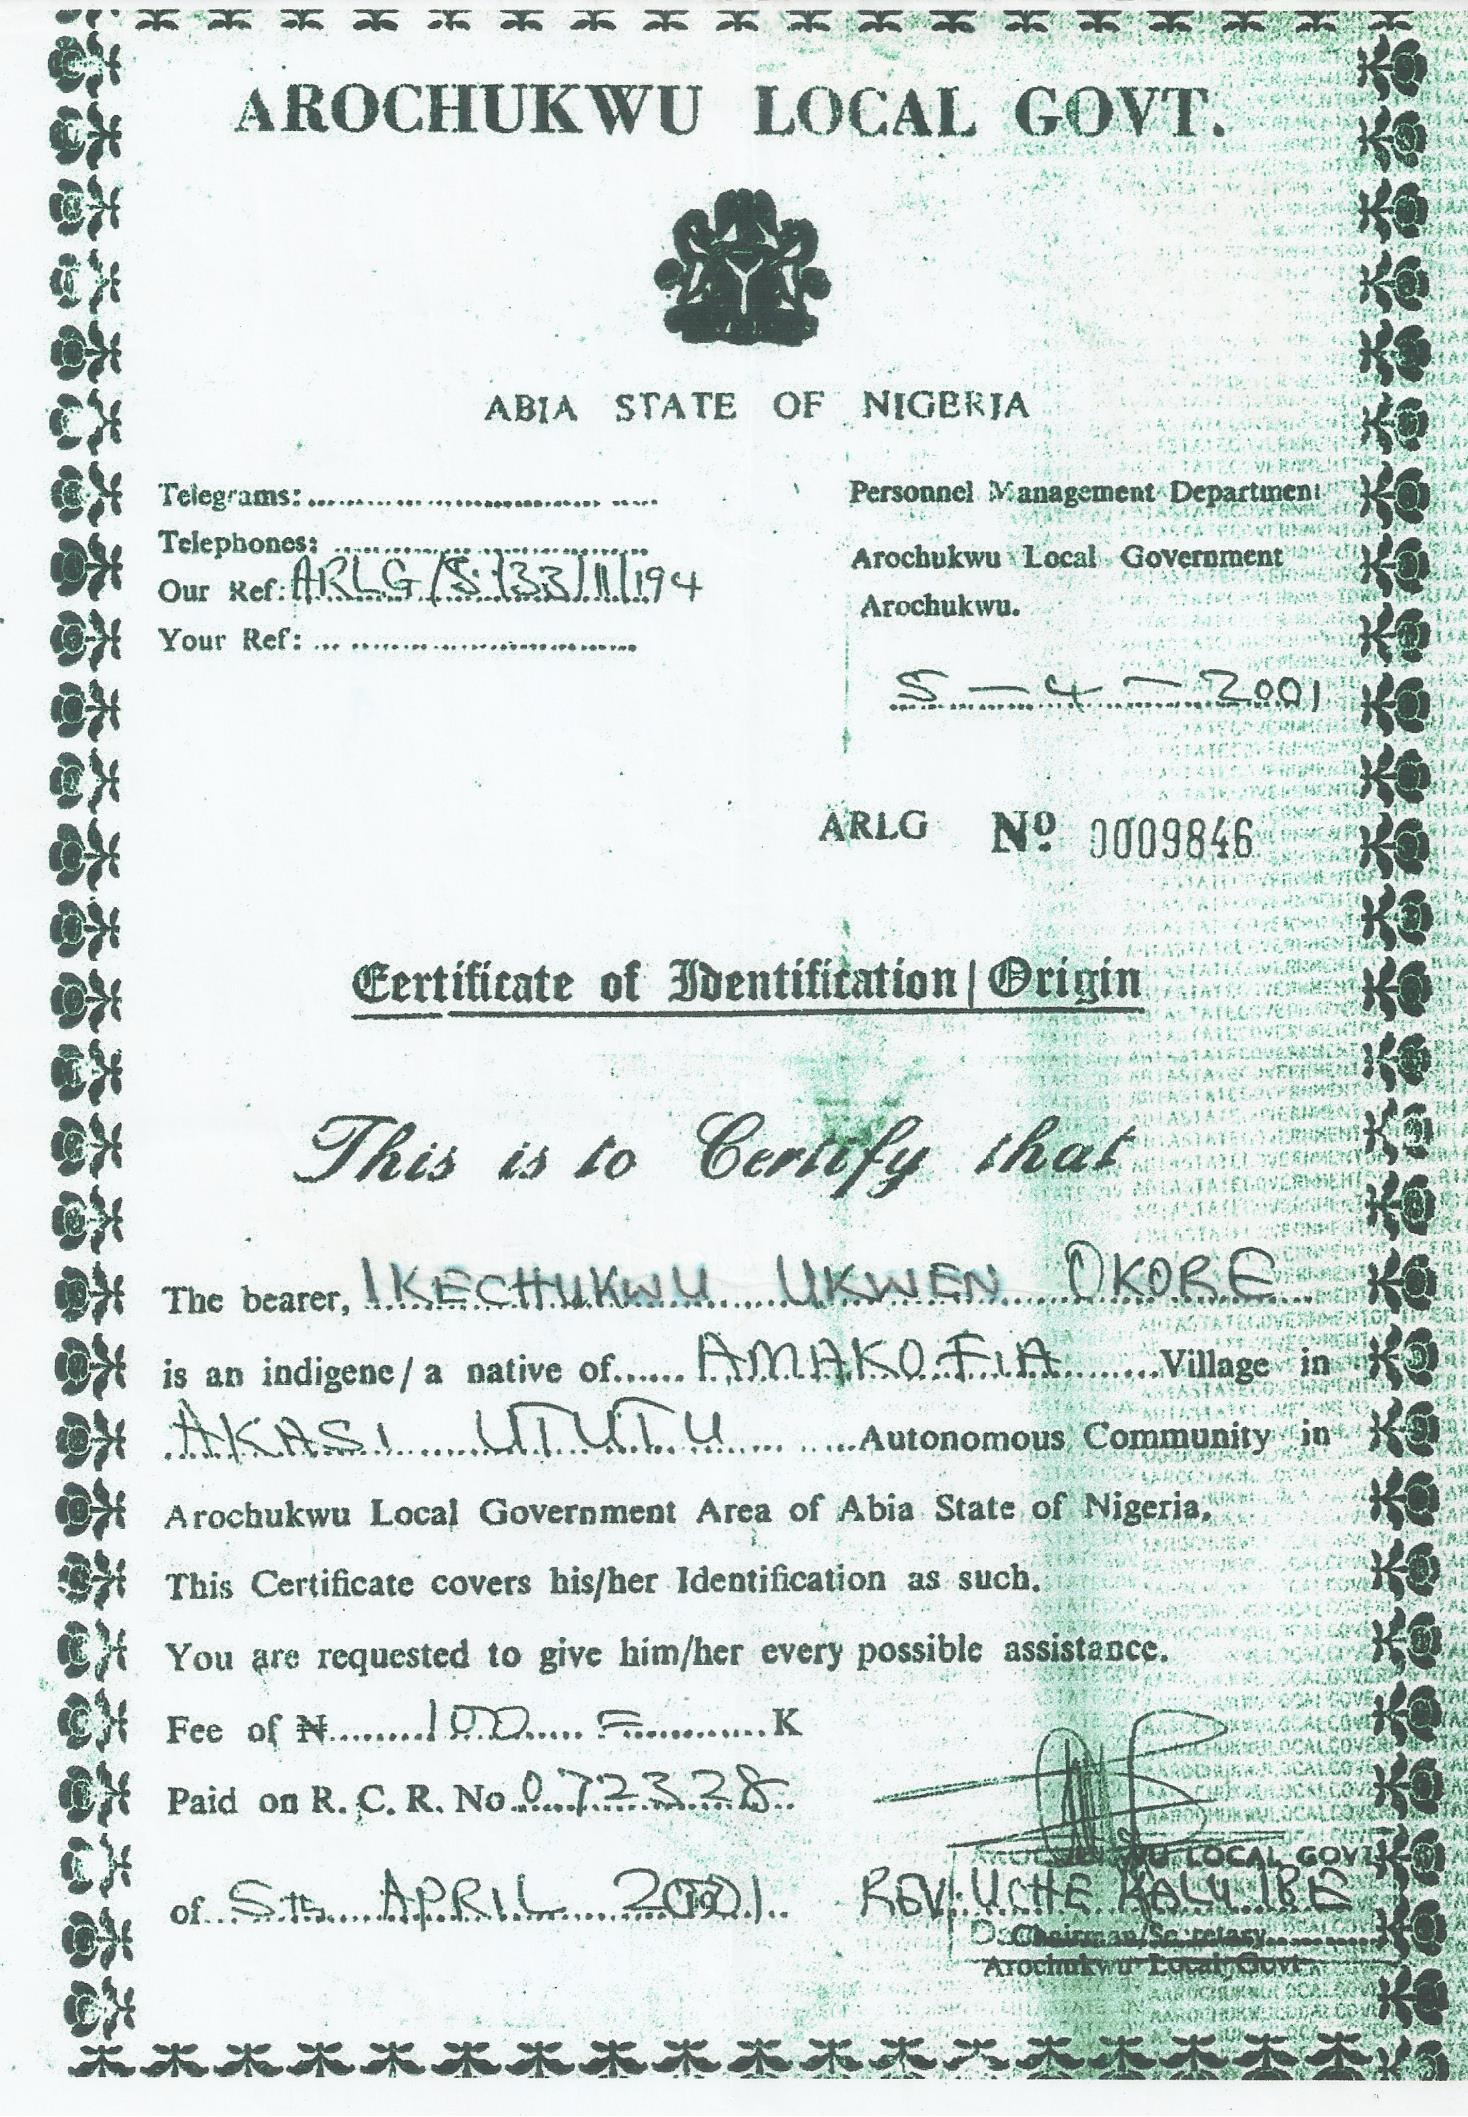 AROCHUKWU LOCAL GOVT.
ABIA STATE OF NIGERIA
Telegrams:
Telephones:
Our Ref: ARLG/S.133/11/194
Your Ref:
Personnel Management Department
Arochukwu Local Government
Arochukwu.
5 - 4 - 2001
ARLG Nº 0009846
Certificate of Identification/Origin
This is to Certify that
The bearer, IKECHUKWU UKWEN OKORE
is an indigene/a native of AMAKOFIA Village in
AKASI UTUTU Autonomous Community in
Arochukwu Local Government Area of Abia State of Nigeria.
This Certificate covers his/her Identification as such.
You are requested to give him/her every possible assistance.
Fee of ₦ 100 = K
Paid on R. C. R. No 072328
of 5th APRIL 2001
LOCAL GOVT
REV. UCHE KALU IBE
Chairman/Secretary
Arochukwu Local Govt.